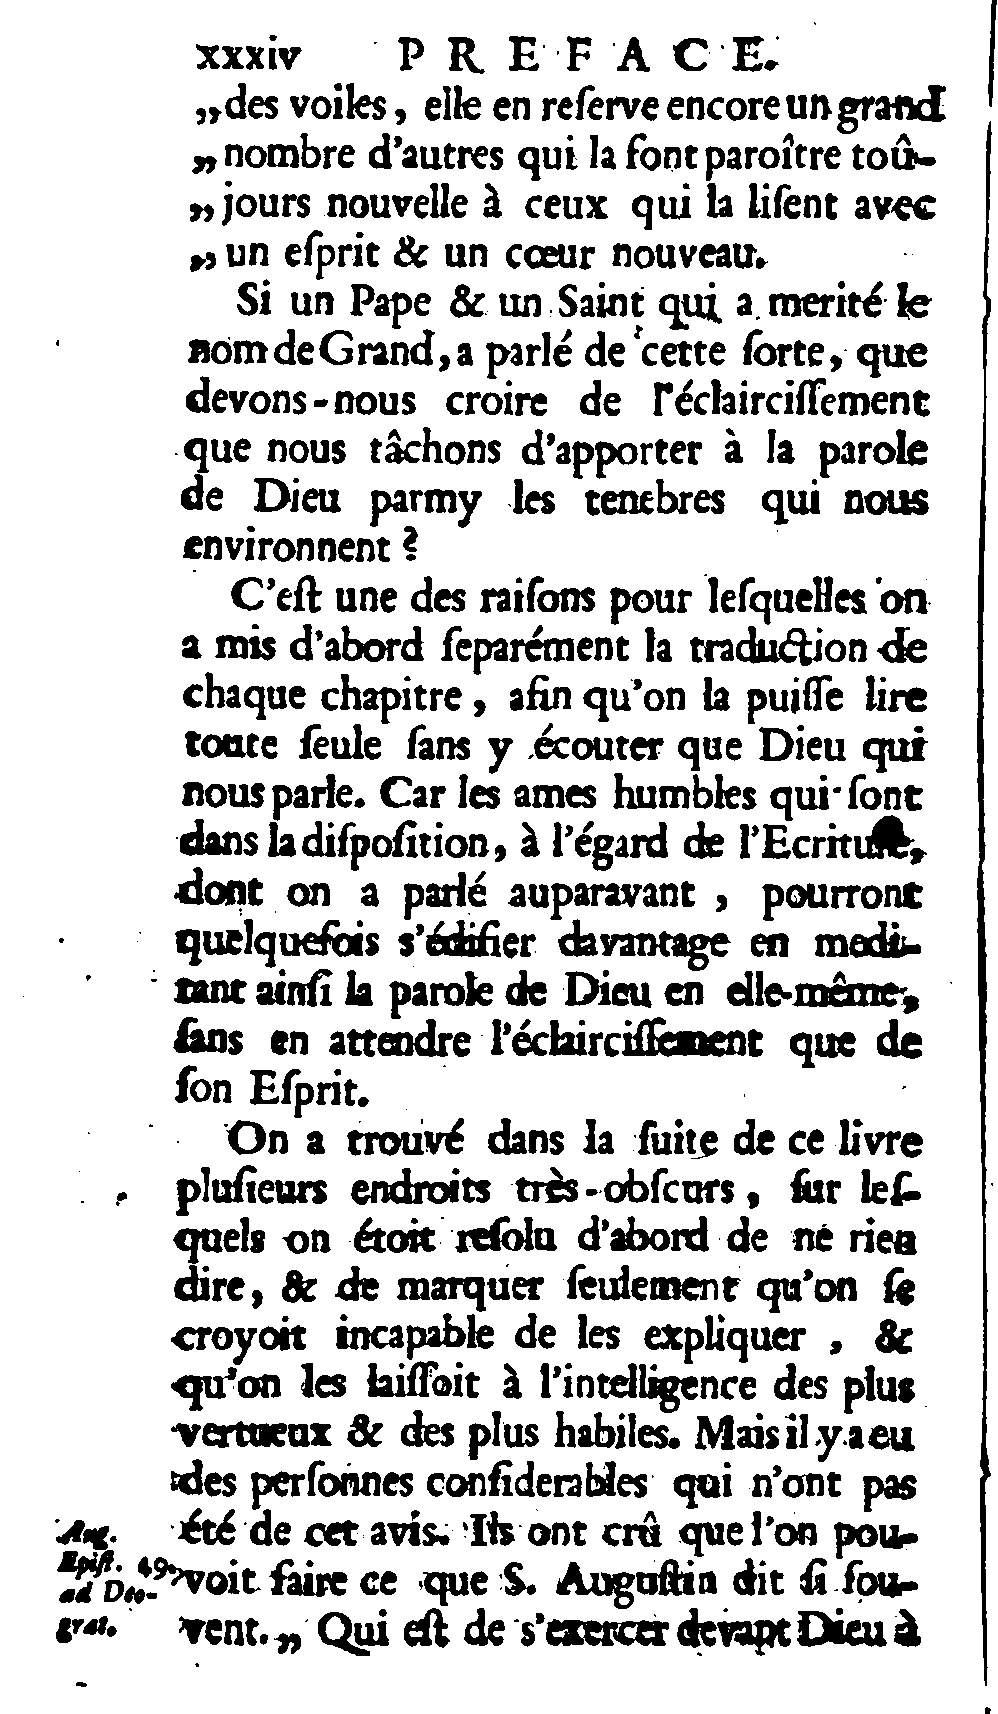 xxxiv PREFACE.
„des voiles, elle en reſerve encore un grand
„nombre d'autres qui la font paroître toû-
„jours nouvelle à ceux qui la liſent avec
„un eſprit & un cœur nouveau.
Si un Pape & un Saint qui a merité le
nom de Grand, a parlé de cette ſorte, que
devons-nous croire de l'éclairciſſement
que nous tâchons d'apporter à la parole
de Dieu parmy les tenebres qui nous
environnent ?
C'eſt une des raiſons pour leſquelles on
a mis d'abord ſeparément la traduction de
chaque chapitre, afin qu'on la puiſſe lire
toute ſeule ſans y écouter que Dieu qui
nous parle. Car les ames humbles qui ſont
dans la diſpoſition, à l'égard de l'Ecriture,
dont on a parlé auparavant, pourront
quelquefois s'édifier davantage en medi-
tant ainſi la parole de Dieu en elle-même,
ſans en attendre l'éclairciſſement que de
ſon Eſprit.
On a trouvé dans la ſuite de ce livre
pluſieurs endroits très-obſcurs, ſur leſ-
quels on étoit reſolu d'abord de ne rien
dire, & de marquer ſeulement qu'on ſe
croyoit incapable de les expliquer, &
qu'on les laiſſoit à l'intelligence des plus
vertueux & des plus habiles. Mais il y a eu
des perſonnes conſiderables qui n'ont pas
été de cet avis. Ils ont crû que l'on pou-
voit faire ce que S. Auguſtin dit ſi ſou-
vent. „ Qui eſt de s'exercer devant Dieu à
Aug.
Epiſt. 49.
ad Deo-
grat.